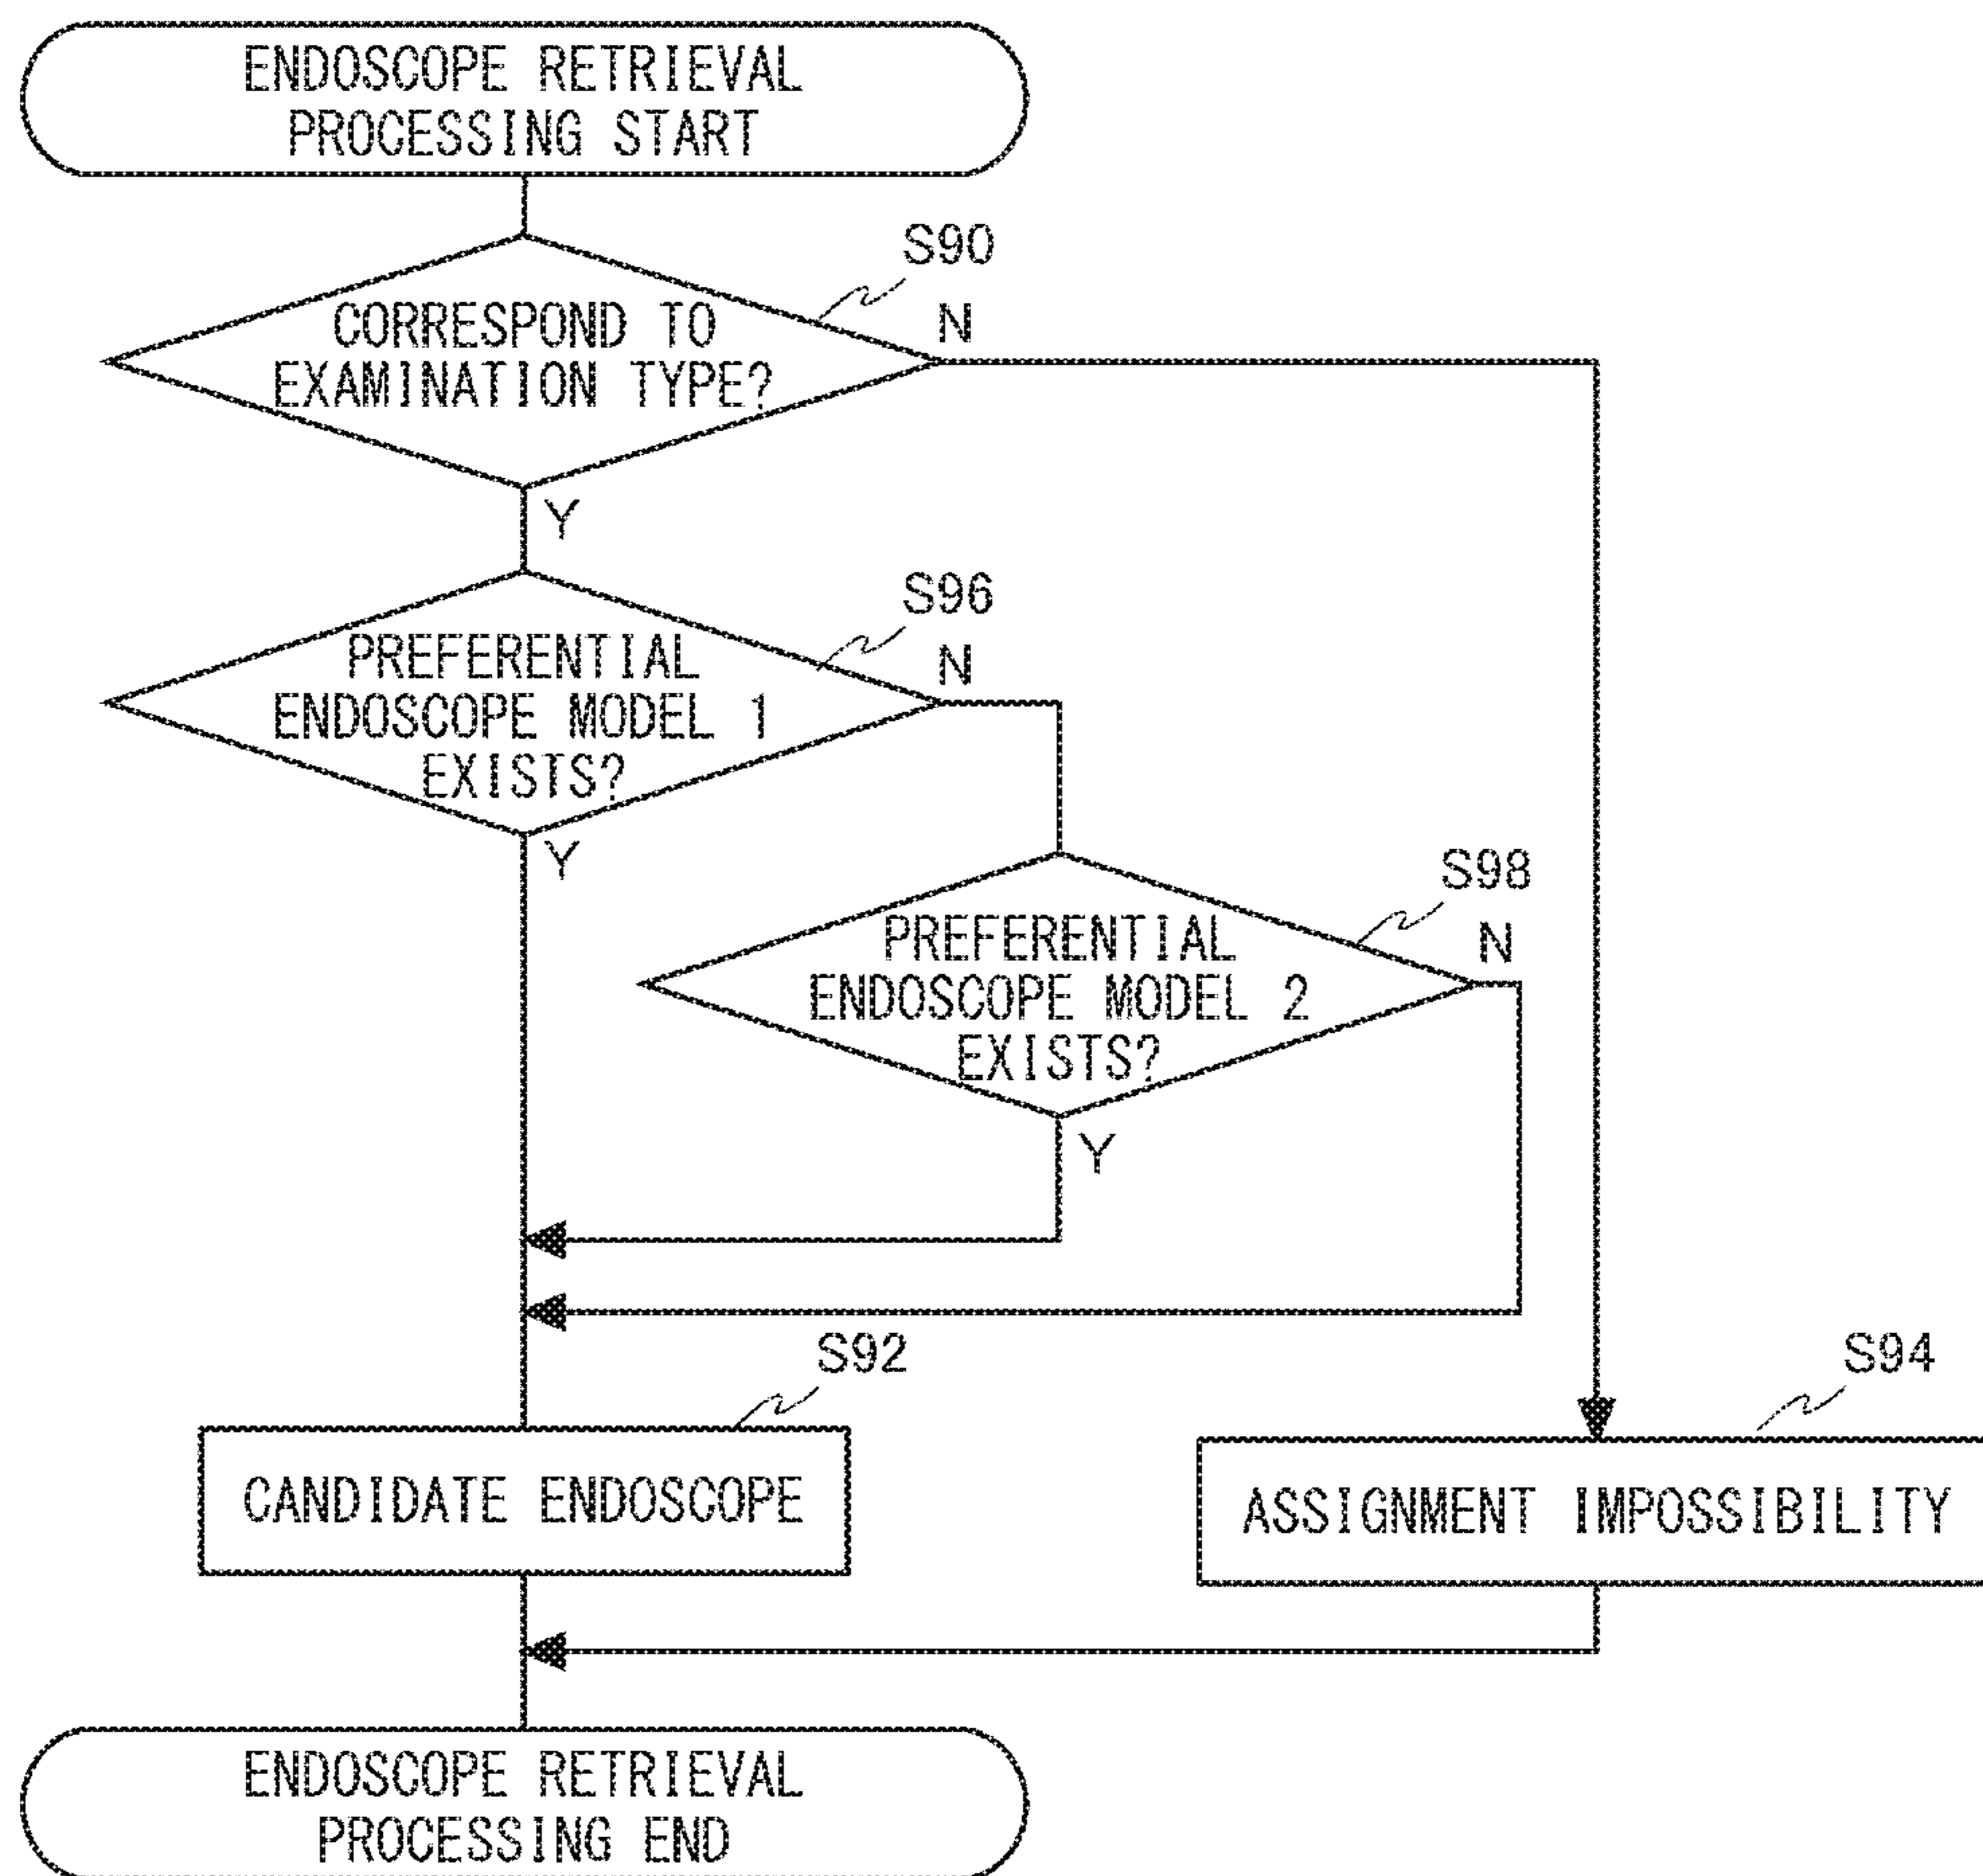 ENDOSCOPE RETRIEVAL
PROCESSING START
S90
CORRESPOND TO
EXAMINATION TYPE?
N
Y
S96
PREFERENTIAL
ENDOSCOPE MODEL 1
EXISTS?
N
Y
S98
PREFERENTIAL
ENDOSCOPE MODEL 2
EXISTS?
N
Y
S92
CANDIDATE ENDOSCOPE
S94
ASSIGNMENT IMPOSSIBILITY
ENDOSCOPE RETRIEVAL
PROCESSING END